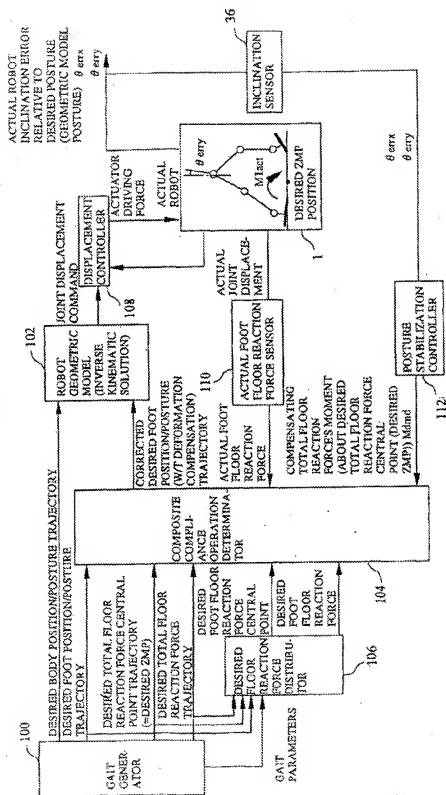 100
GAIT GENER-
ATOR
DESIRED BODY POSITION/POSTURE TRAJECTORY
DESIRED FOOT POSITION/POSTURE
TRAJECTORY
DESIRED TOTAL FLOOR
REACTION FORCE CENTRAL
POINT TRAJECTORY
(=DESIRED ZMP)
DESIRED TOTAL FLOOR
REACTION FORCE
TRAJECTORY
GAIT
PARAMETERS
DESIRED
FLOOR
REACTION
FORCE
DISTRIBU-
TOR
106
DESIRED FOOT FLOOR
REACTION
FORCE
CENTRAL
POINT
DESIRED FOOT
FLOOR
REACTION
FORCE
COMPOSITE
COMPLI-
ANCE
OPERATION
DETERMINA-
TOR
104
102
ROBOT
GEOMETRIC
MODEL
(INVERSE
KINEMATIC
SOLUTION)
CORRECTED
DESIRED FOOT
POSITION/POSTURE
(W/T DEFORMATION
COMPENSATION)
TRAJECTORY
ACTUAL FOOT
FLOOR
REACTION
FORCE
110
ACTUAL FOOT
FLOOR REACTION
FORCE SENSOR
COMPENSATING
TOTAL FLOOR
REACTION
FORCE'S MOMENT
(ABOUT DESIRED
TOTAL FLOOR
REACTION FORCE
CENTRAL
POINT (DESIRED
ZMP)) Mdmd
JOINT DISPLACEMENT
COMMAND
DISPLACEMENT
CONTROLLER
108
ACTUATOR
DRIVING
FORCE
ACTUAL
ROBOT
ACTUAL
JOINT
DISPLACE-
MENT
θ erry
MIact
DESIRED ZMP
POSITION
1
ACTUAL ROBOT
INCLINATION ERROR
RELATIVE TO
DESIRED POSTURE
(GEOMETRIC MODEL
POSTURE)
θ errx
θ erry
36
INCLINATION
SENSOR
θ errx
θ erry
POSTURE
STABILIZATION
CONTROLLER
112